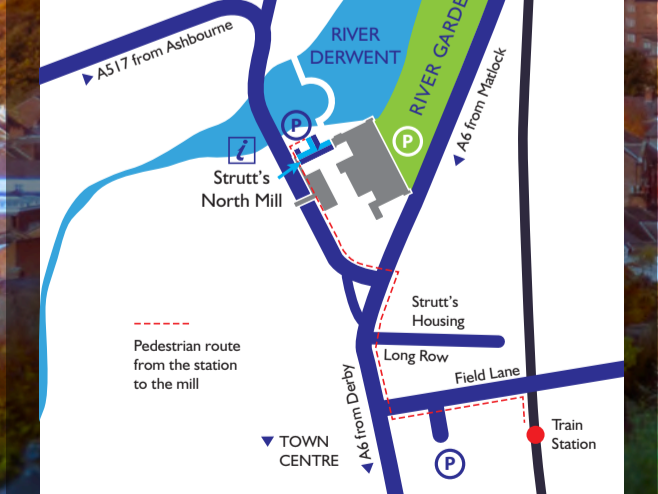 A517 from Ashbourne
RIVER
DERWENT
RIVER GARDE
A6 from Matlock
P
P
i
Strutt's
North Mill
Strutt's
Housing
Pedestrian route
from the station
to the mill
Long Row
Field Lane
A6 from Derby
Train
Station
TOWN
CENTRE
P